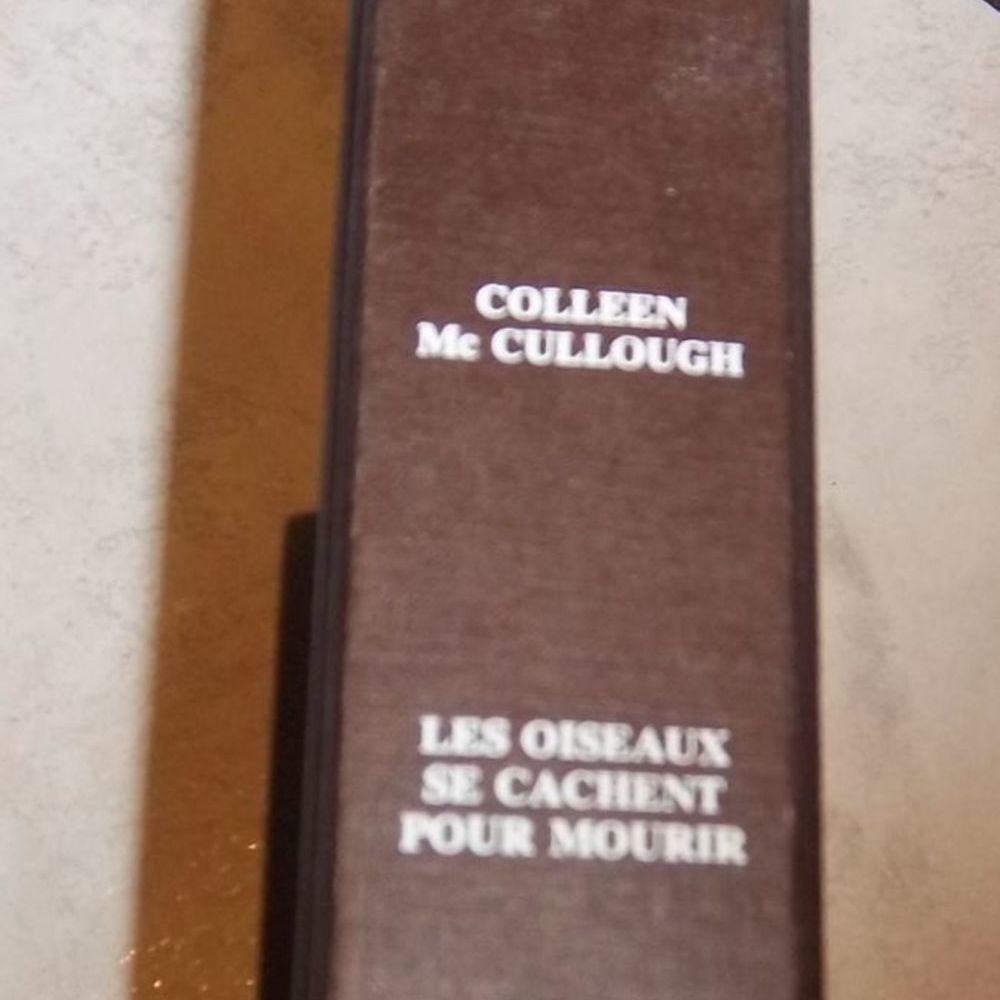 COLLEEN
Mc CULLOUGH
LES OISEAUX
SE CACHENT
POUR MOURIR